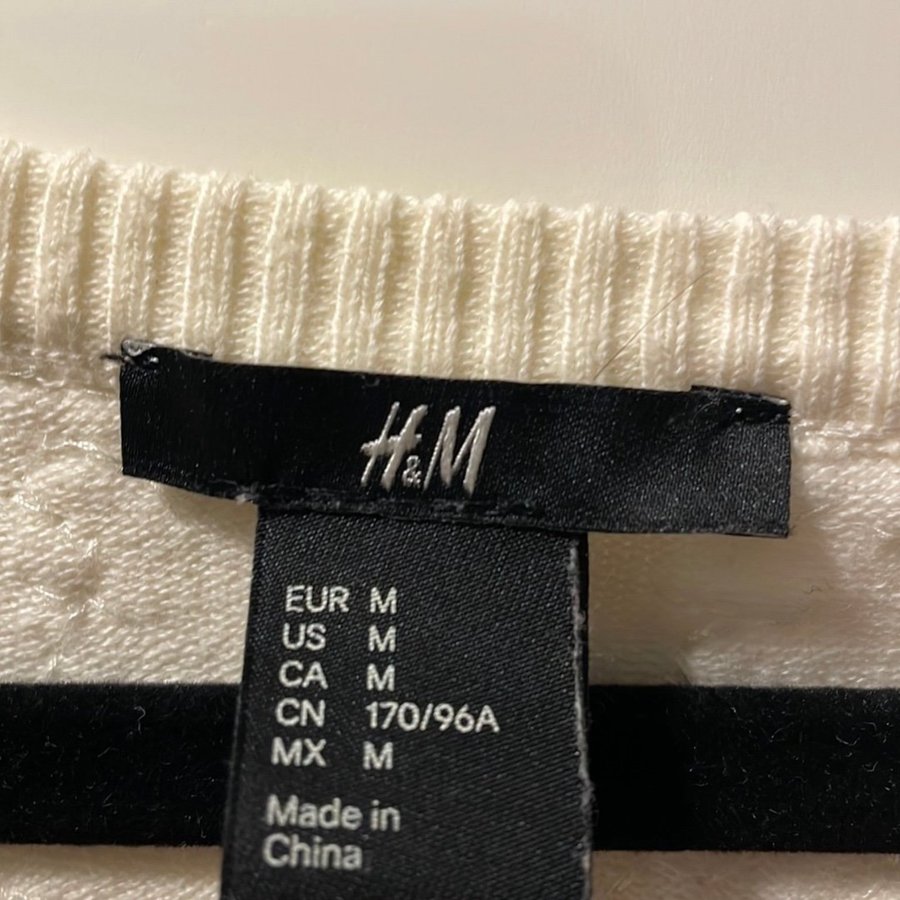 H&M
EUR M
US M
CA M
CN 170/96A
MX M
Made in
China